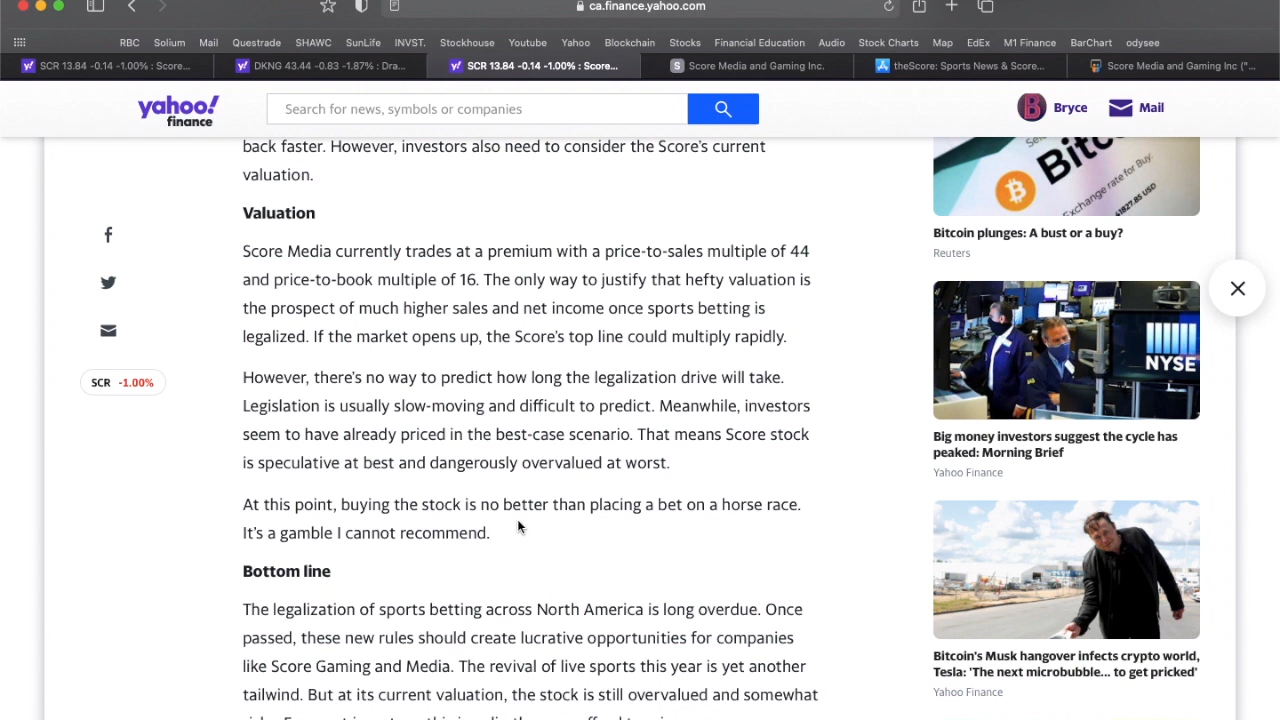 ca.finance.yahoo.com
RBC Solium Mail Questrade SHAWC SunLife INVST. Stockhouse Youtube Yahoo Blockchain Stocks Financial Education Audio Stock Charts Map EdEx M1 Finance BarChart odysee
SCR 13.84 -0.14 -1.00% : Score... DKNG 43.44 -0.83 -1.87% : Dra... SCR 13.84 -0.14 -1.00% : Score... S Score Media and Gaming Inc. theScore: Sports News & Score... Score Media and Gaming Inc ("...
yahoo!
finance
Search for news, symbols or companies
Bryce Mail
back faster. However, investors also need to consider the Score's current
valuation.
Valuation
Score Media currently trades at a premium with a price-to-sales multiple of 44
and price-to-book multiple of 16. The only way to justify that hefty valuation is
the prospect of much higher sales and net income once sports betting is
legalized. If the market opens up, the Score's top line could multiply rapidly.
SCR -1.00%
However, there's no way to predict how long the legalization drive will take.
Legislation is usually slow-moving and difficult to predict. Meanwhile, investors
seem to have already priced in the best-case scenario. That means Score stock
is speculative at best and dangerously overvalued at worst.
At this point, buying the stock is no better than placing a bet on a horse race.
It's a gamble I cannot recommend.
Bottom line
The legalization of sports betting across North America is long overdue. Once
passed, these new rules should create lucrative opportunities for companies
like Score Gaming and Media. The revival of live sports this year is yet another
tailwind. But at its current valuation, the stock is still overvalued and somewhat
Exchange rate for Buy.
Bitcoin plunges: A bust or a buy?
Reuters
NYSE
Big money investors suggest the cycle has
peaked: Morning Brief
Yahoo Finance
Bitcoin's Musk hangover infects crypto world,
Tesla: 'The next microbubble... to get pricked'
Yahoo Finance